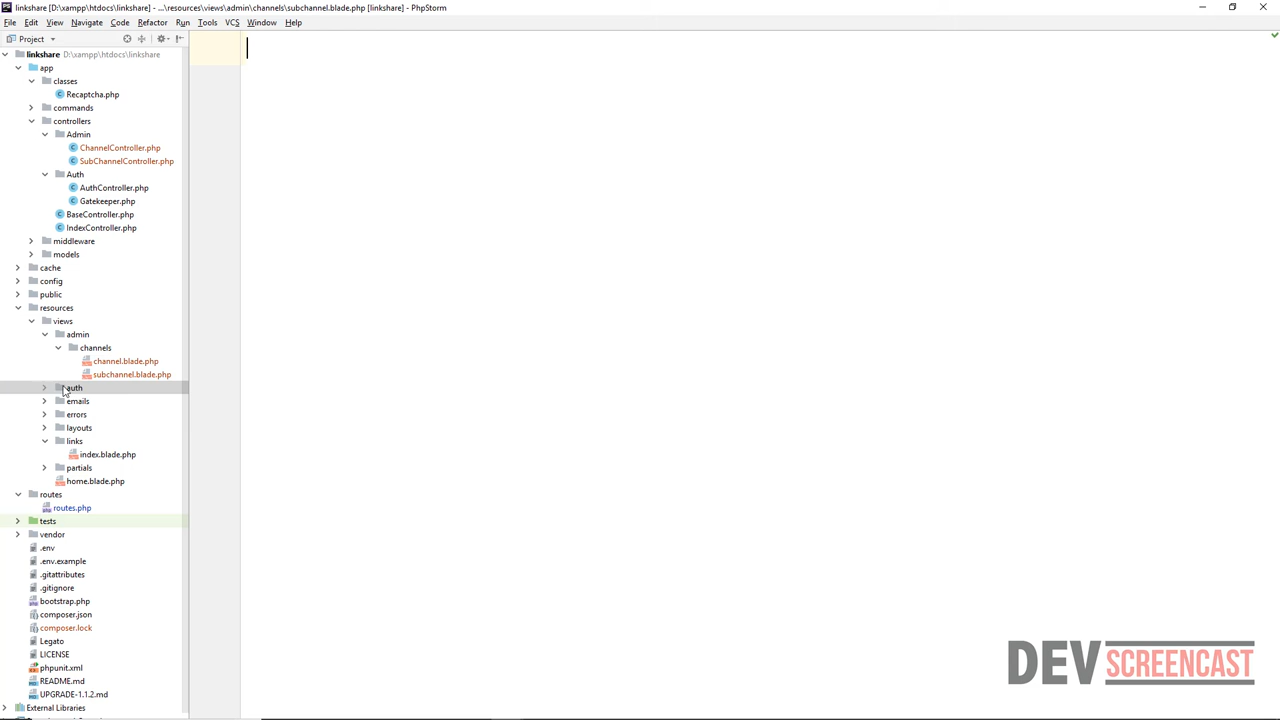 linkshare [D:\xampp\htdocs\linkshare] - ...\resources\views\admin\channels\subchannel.blade.php [linkshare] - PhpStorm
File Edit View Navigate Code Refactor Run Tools VCS Window Help
Project
linkshare D:\xampp\htdocs\linkshare
app
classes
Recaptcha.php
commands
controllers
Admin
ChannelController.php
SubChannelController.php
Auth
AuthController.php
Gatekeeper.php
BaseController.php
IndexController.php
middleware
models
cache
config
public
resources
views
admin
channels
channel.blade.php
subchannel.blade.php
auth
emails
errors
layouts
links
index.blade.php
partials
home.blade.php
routes
routes.php
tests
vendor
.env
.env.example
.gitattributes
.gitignore
bootstrap.php
composer.json
composer.lock
Legato
LICENSE
phpunit.xml
README.md
UPGRADE-1.1.2.md
External Libraries
DEV SCREENCAST